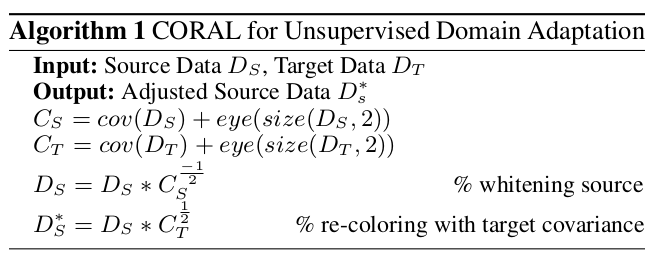 Algorithm 1 CORAL for Unsupervised Domain Adaptation
Input: Source Data $D_S$, Target Data $D_T$
Output: Adjusted Source Data $D_s^*$
$C_S = cov(D_S) + eye(size(D_S, 2))$
$C_T = cov(D_T) + eye(size(D_T, 2))$
$D_S = D_S * C_S^{\frac{-1}{2}}$ % whitening source
$D_S^* = D_S * C_T^{\frac{1}{2}}$ % re-coloring with target covariance